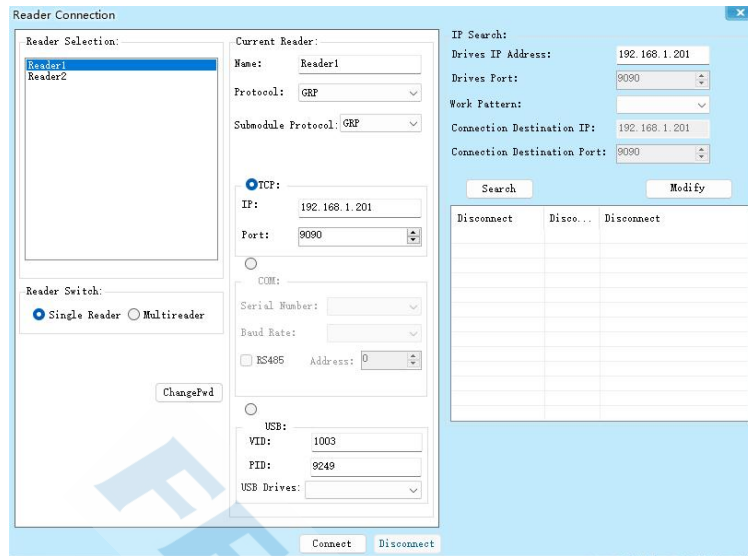 Reader Connection
Reader Selection:
Reader1
Reader2
Reader Switch:
Single Reader
Multireader
ChangePwd
Current Reader:
Name: Reader1
Protocol: GRP
Submodule Protocol: GRP
TCP:
IP: 192.168.1.201
Port: 9090
COM:
Serial Number:
Baud Rate:
RS485 Address: 0
USB:
VID: 1003
PID: 9249
USB Drives:
Connect
Disconnect
IP Search:
Drives IP Address: 192.168.1.201
Drives Port: 9090
Work Pattern:
Connection Destination IP: 192.168.1.201
Connection Destination Port: 9090
Search
Modify
Disconnect Disco... Disconnect